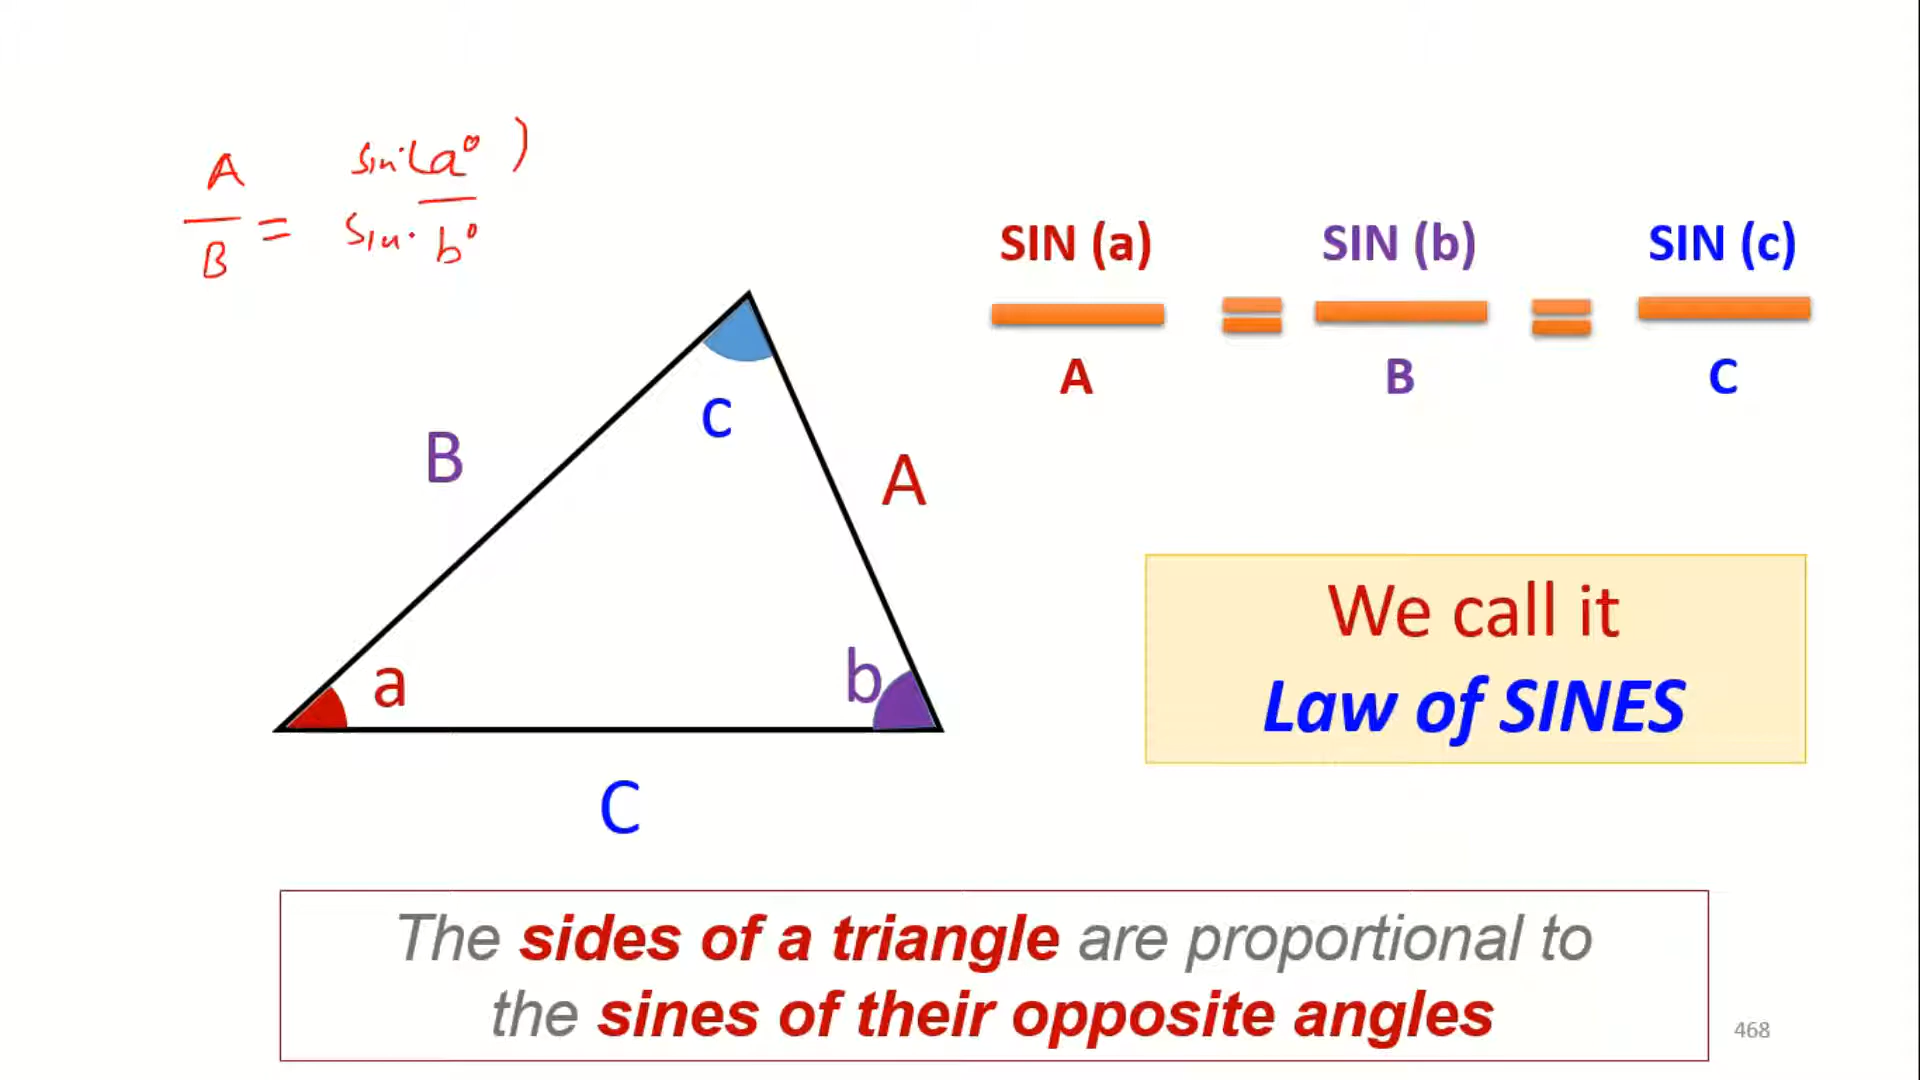 A sin(a°)
B = sin b°
SIN (a) SIN (b) SIN (c)
= =
A B C
c
B
A
a
b
C
We call it
Law of SINES
The sides of a triangle are proportional to
the sines of their opposite angles
468